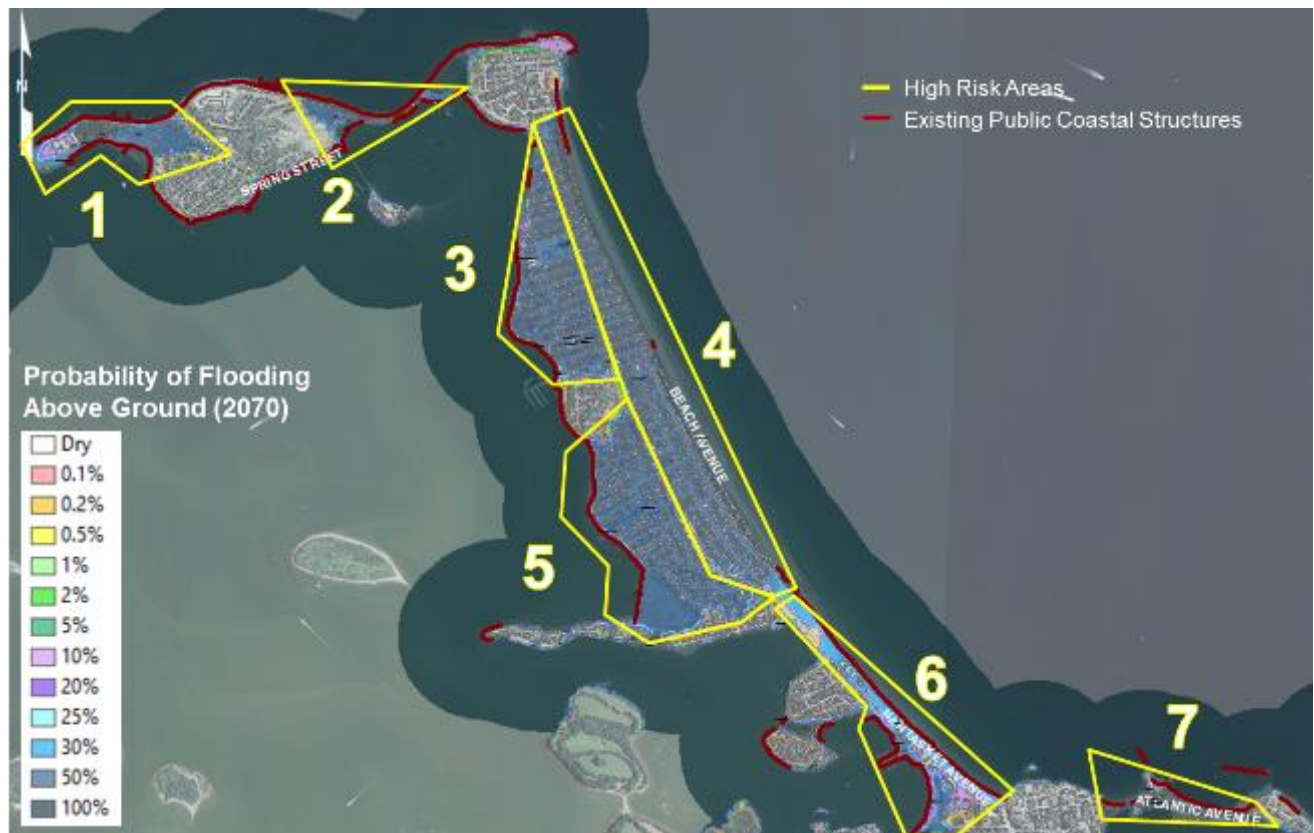 N
High Risk Areas
Existing Public Coastal Structures
1
SPRING STREET
2
3
4
BEACH AVENUE
Probability of Flooding
Above Ground (2070)
Dry
0.1%
0.2%
0.5%
1%
2%
5%
10%
20%
25%
30%
50%
100%
5
6
NANTASKET AVENUE
7
ATLANTIC AVENUE